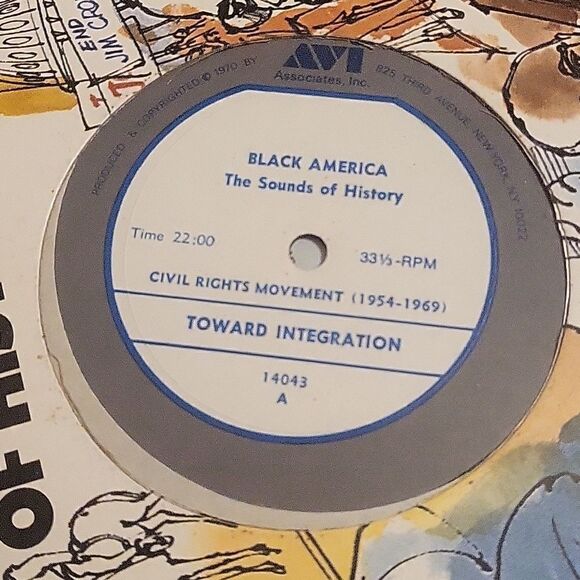 END
JIM CRO
PRODUCED & COPYRIGHTED © 1970 BY
AVI
Associates, Inc.
825 THIRD AVENUE, NEW YORK, N.Y. 10022
BLACK AMERICA
The Sounds of History
Time 22:00
33⅓-RPM
CIVIL RIGHTS MOVEMENT (1954-1969)
TOWARD INTEGRATION
14043
A
of His